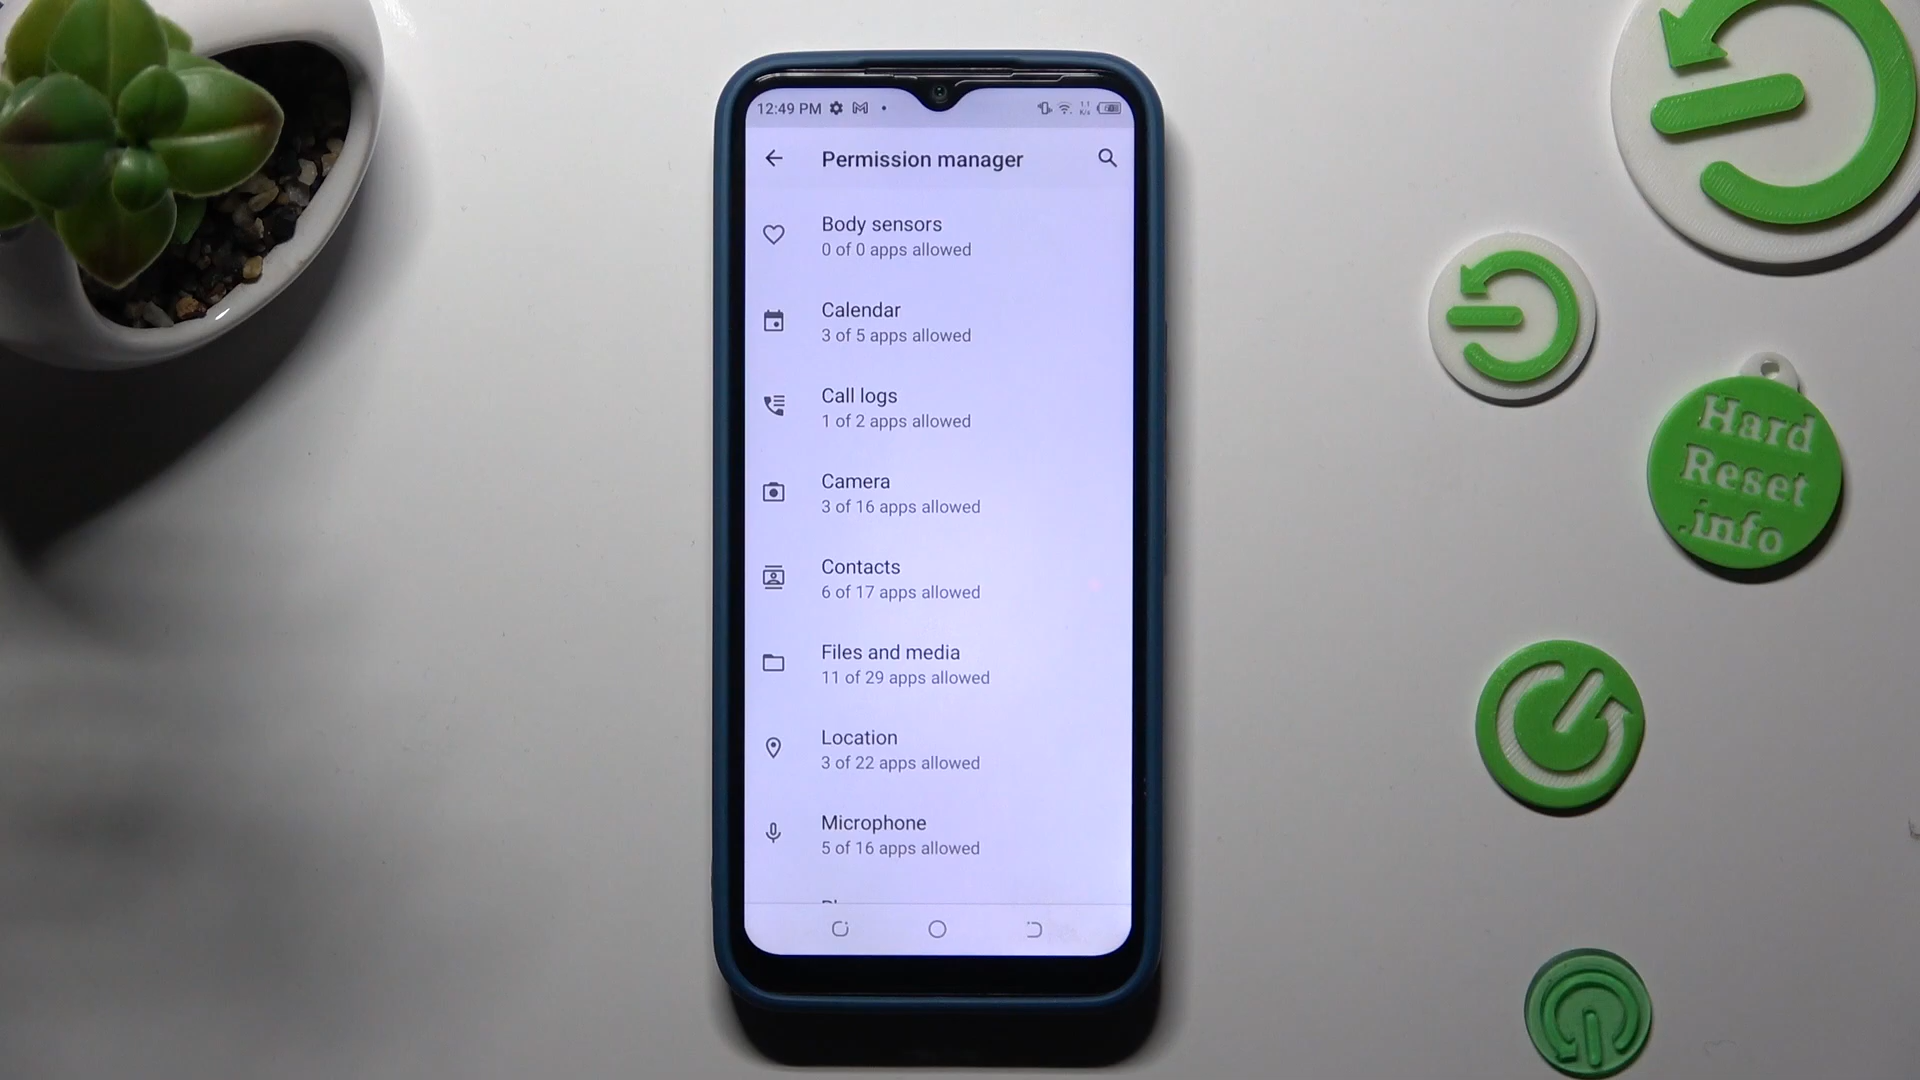 12:49 PM
Permission manager
Body sensors
0 of 0 apps allowed
Calendar
3 of 5 apps allowed
Call logs
1 of 2 apps allowed
Camera
3 of 16 apps allowed
Contacts
6 of 17 apps allowed
Files and media
11 of 29 apps allowed
Location
3 of 22 apps allowed
Microphone
5 of 16 apps allowed
Hard
Reset
.info